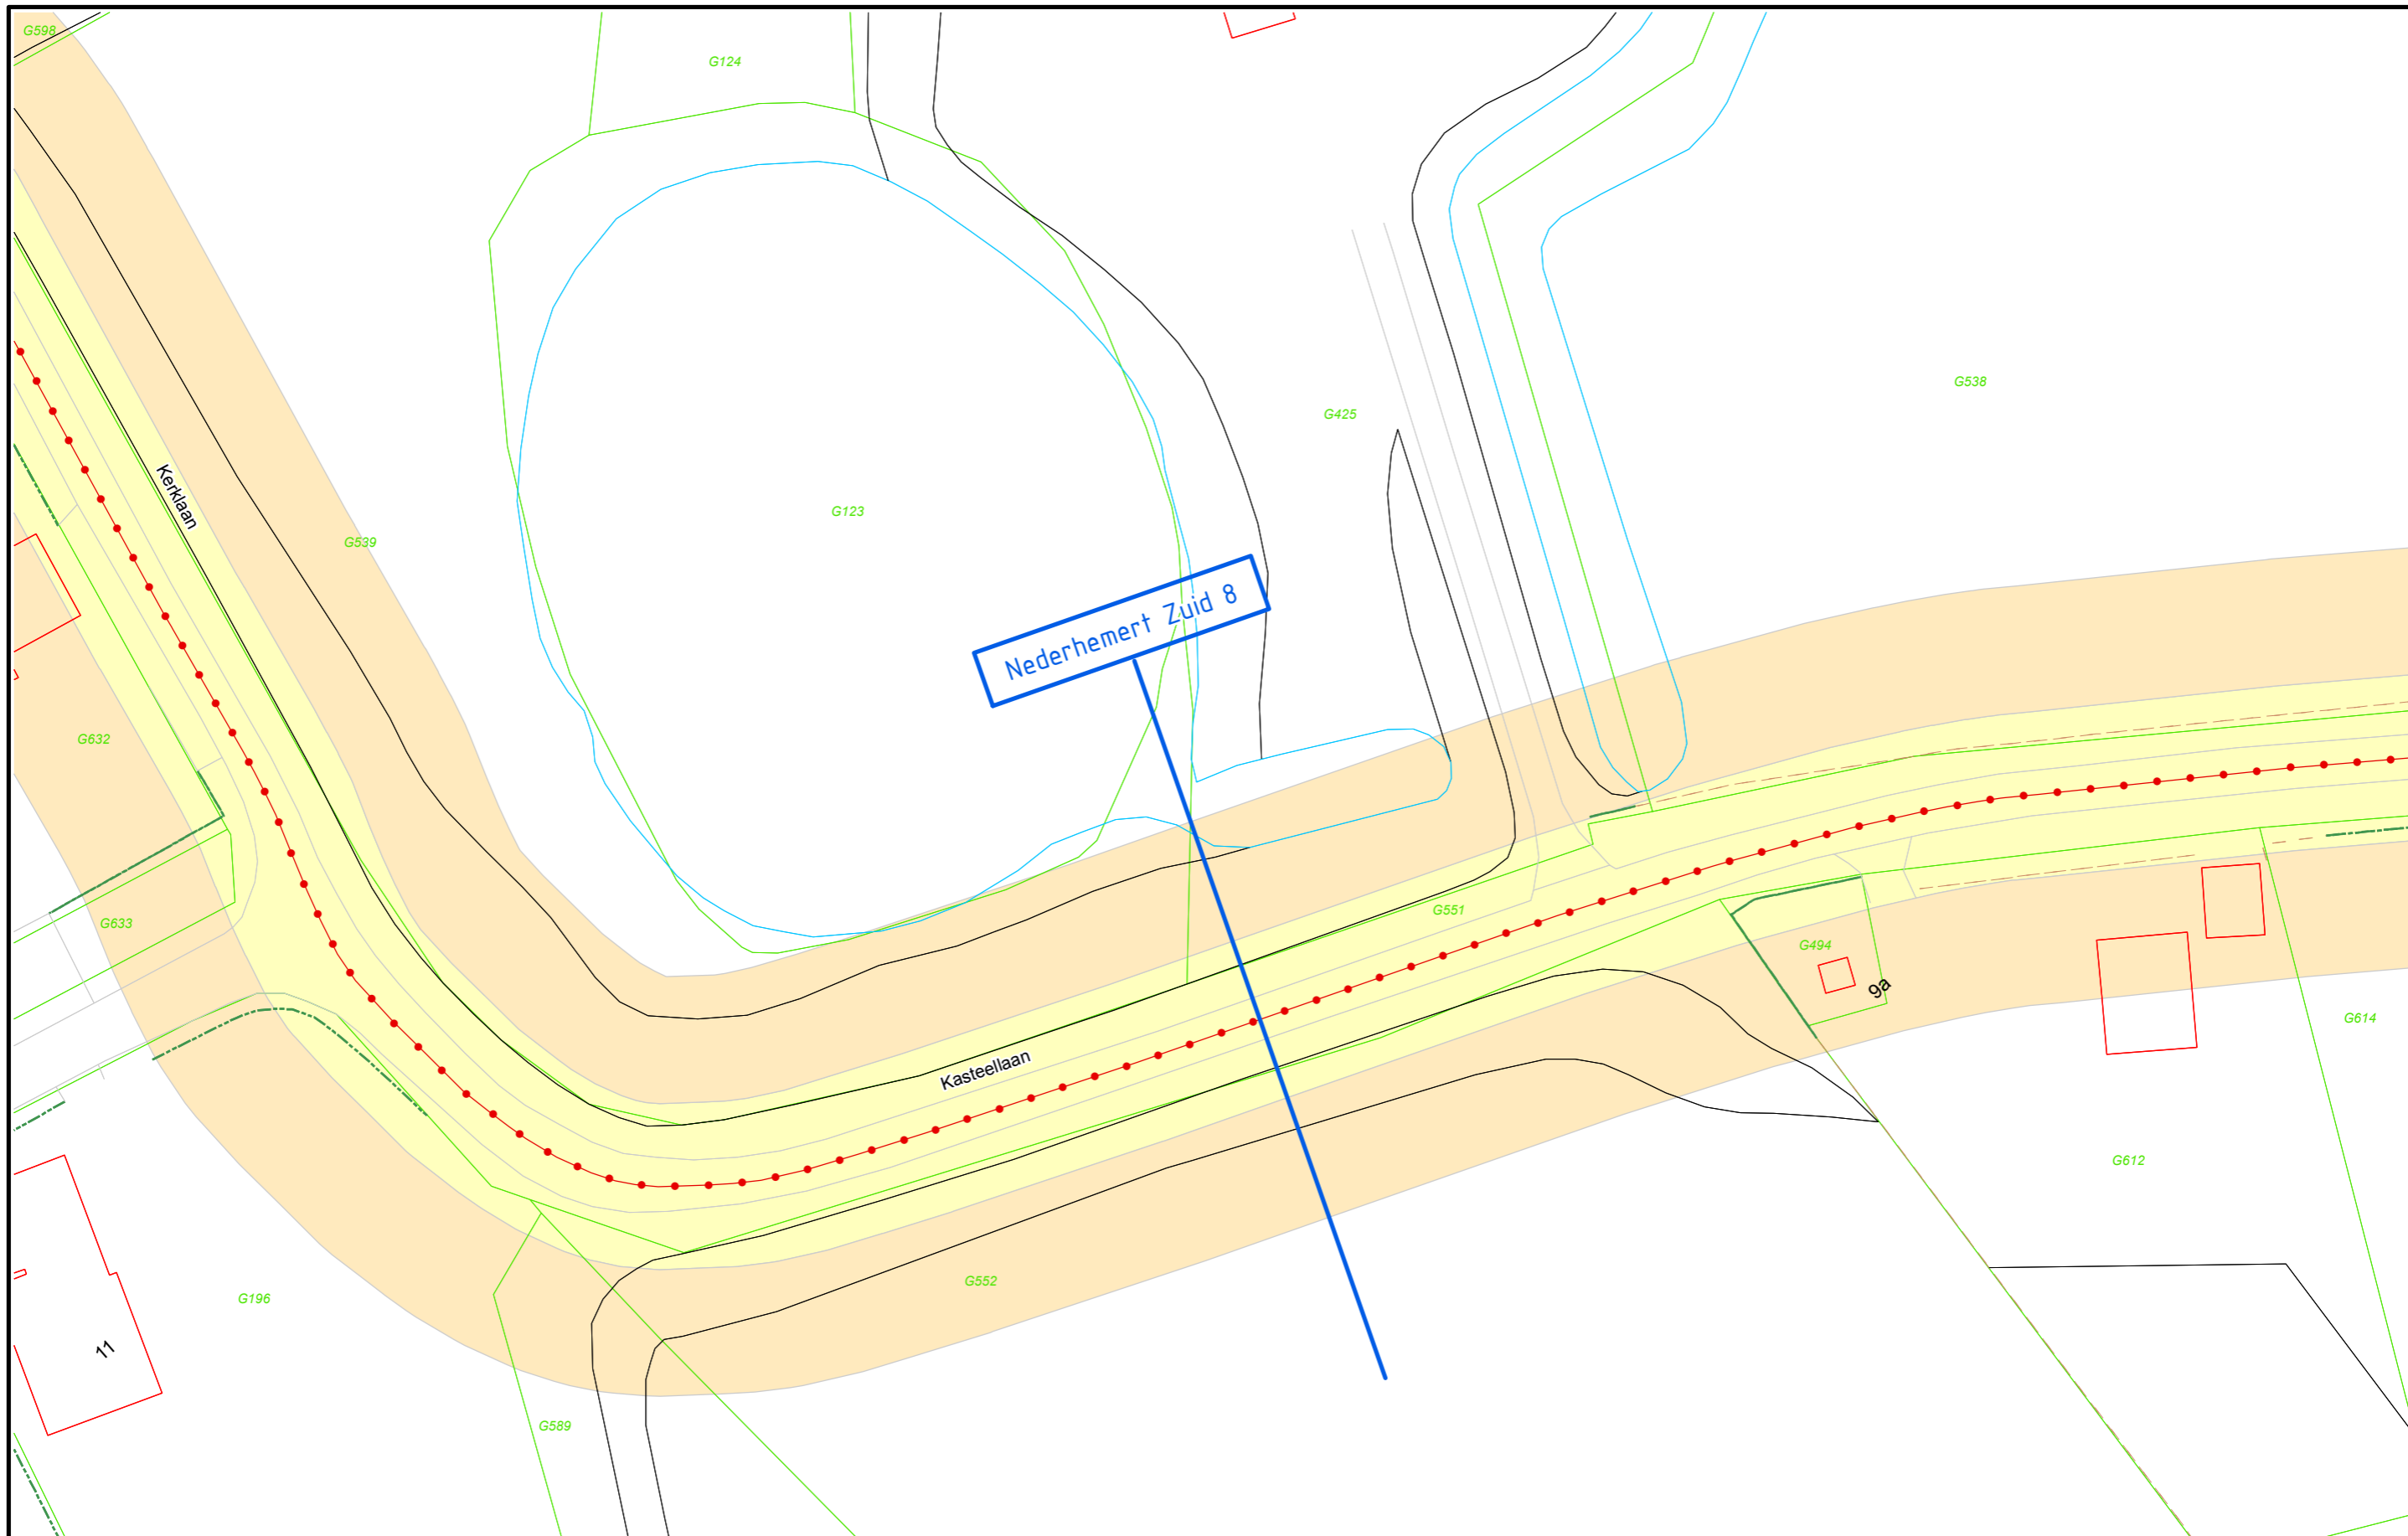 G598
G124
G538
G425
Kerklaan
G123
G539
Nederhemert Zuid 8
G632
G551
G633
G494
9a
G614
Kasteellaan
G612
G552
G196
11
G589